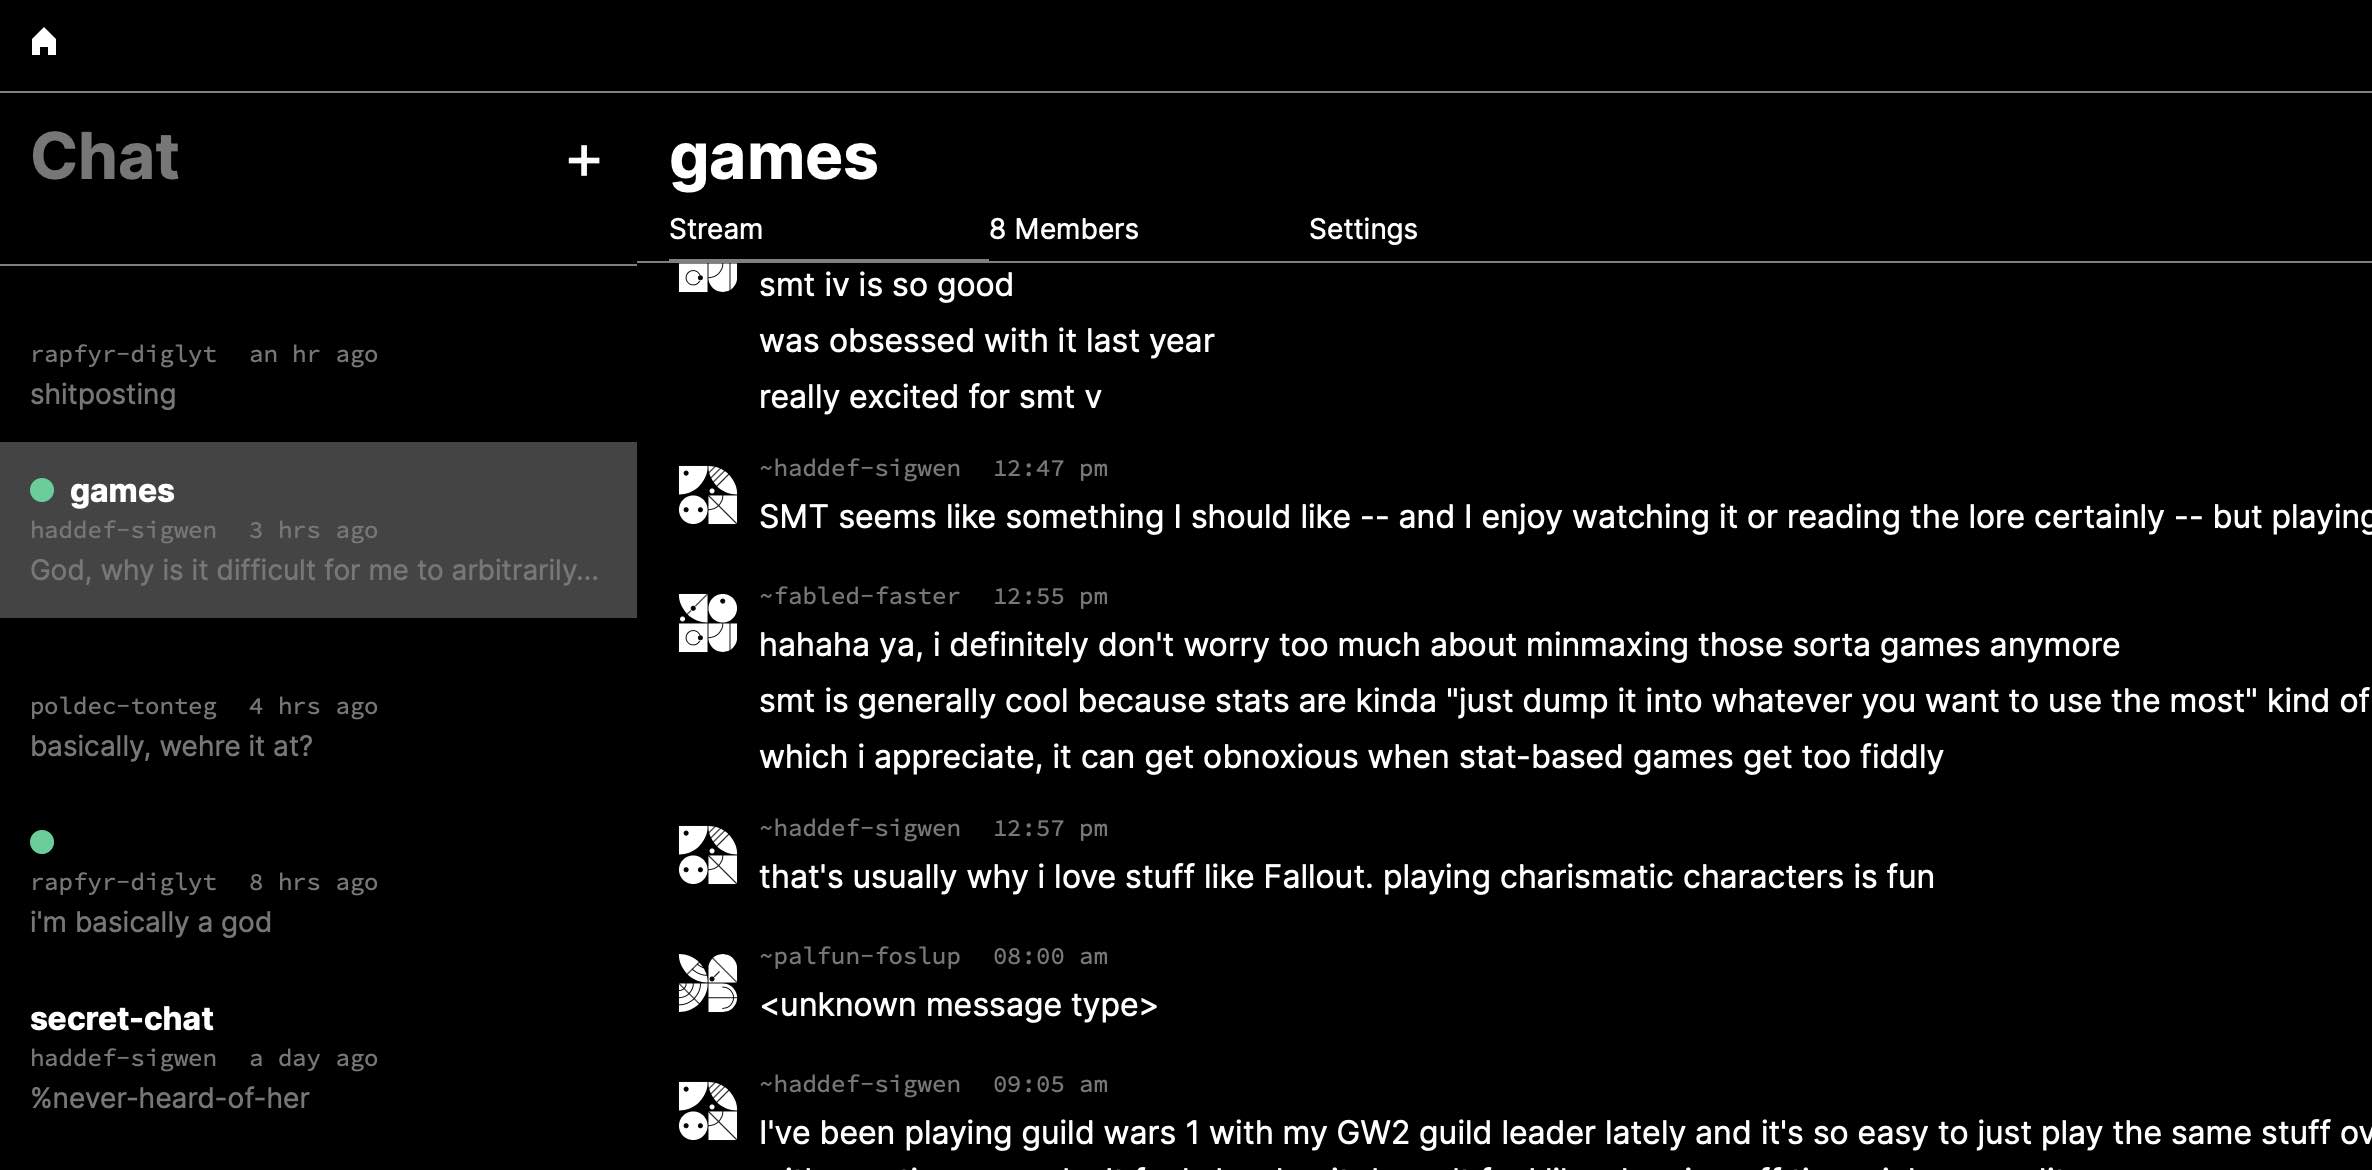 Chat
+
rapfyr-diglyt an hr ago
shitposting
games
haddef-sigwen 3 hrs ago
God, why is it difficult for me to arbitrarily...
poldec-tonteg 4 hrs ago
basically, wehre it at?
rapfyr-diglyt 8 hrs ago
i'm basically a god
secret-chat
haddef-sigwen a day ago
%never-heard-of-her
games
Stream 8 Members Settings
smt iv is so good
was obsessed with it last year
really excited for smt v
~haddef-sigwen 12:47 pm
SMT seems like something I should like -- and I enjoy watching it or reading the lore certainly -- but playing
~fabled-faster 12:55 pm
hahaha ya, i definitely don't worry too much about minmaxing those sorta games anymore
smt is generally cool because stats are kinda "just dump it into whatever you want to use the most" kind of
which i appreciate, it can get obnoxious when stat-based games get too fiddly
~haddef-sigwen 12:57 pm
that's usually why i love stuff like Fallout. playing charismatic characters is fun
~palfun-foslup 08:00 am
<unknown message type>
~haddef-sigwen 09:05 am
I've been playing guild wars 1 with my GW2 guild leader lately and it's so easy to just play the same stuff